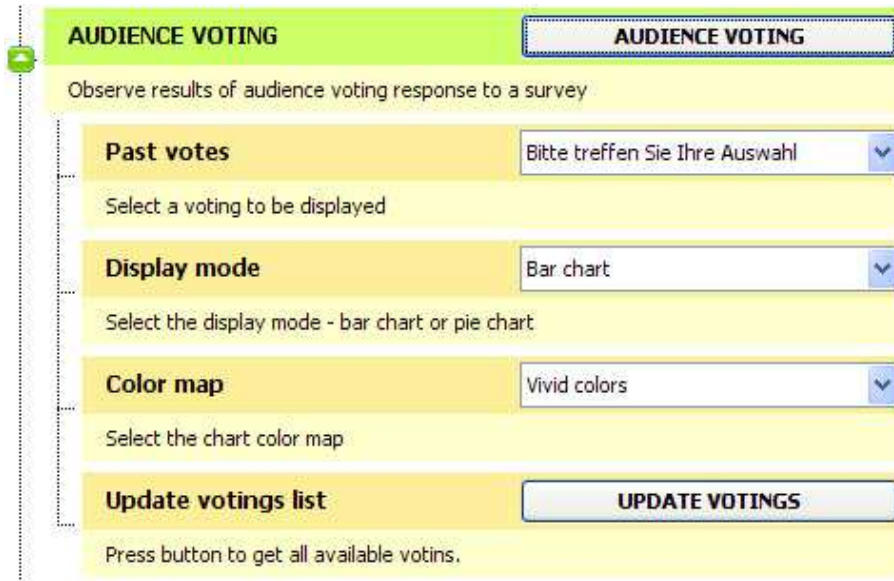 AUDIENCE VOTING AUDIENCE VOTING
Observe results of audience voting response to a survey
Past votes Bitte treffen Sie Ihre Auswahl
Select a voting to be displayed
Display mode Bar chart
Select the display mode - bar chart or pie chart
Color map Vivid colors
Select the chart color map
Update votings list UPDATE VOTINGS
Press button to get all available votins.